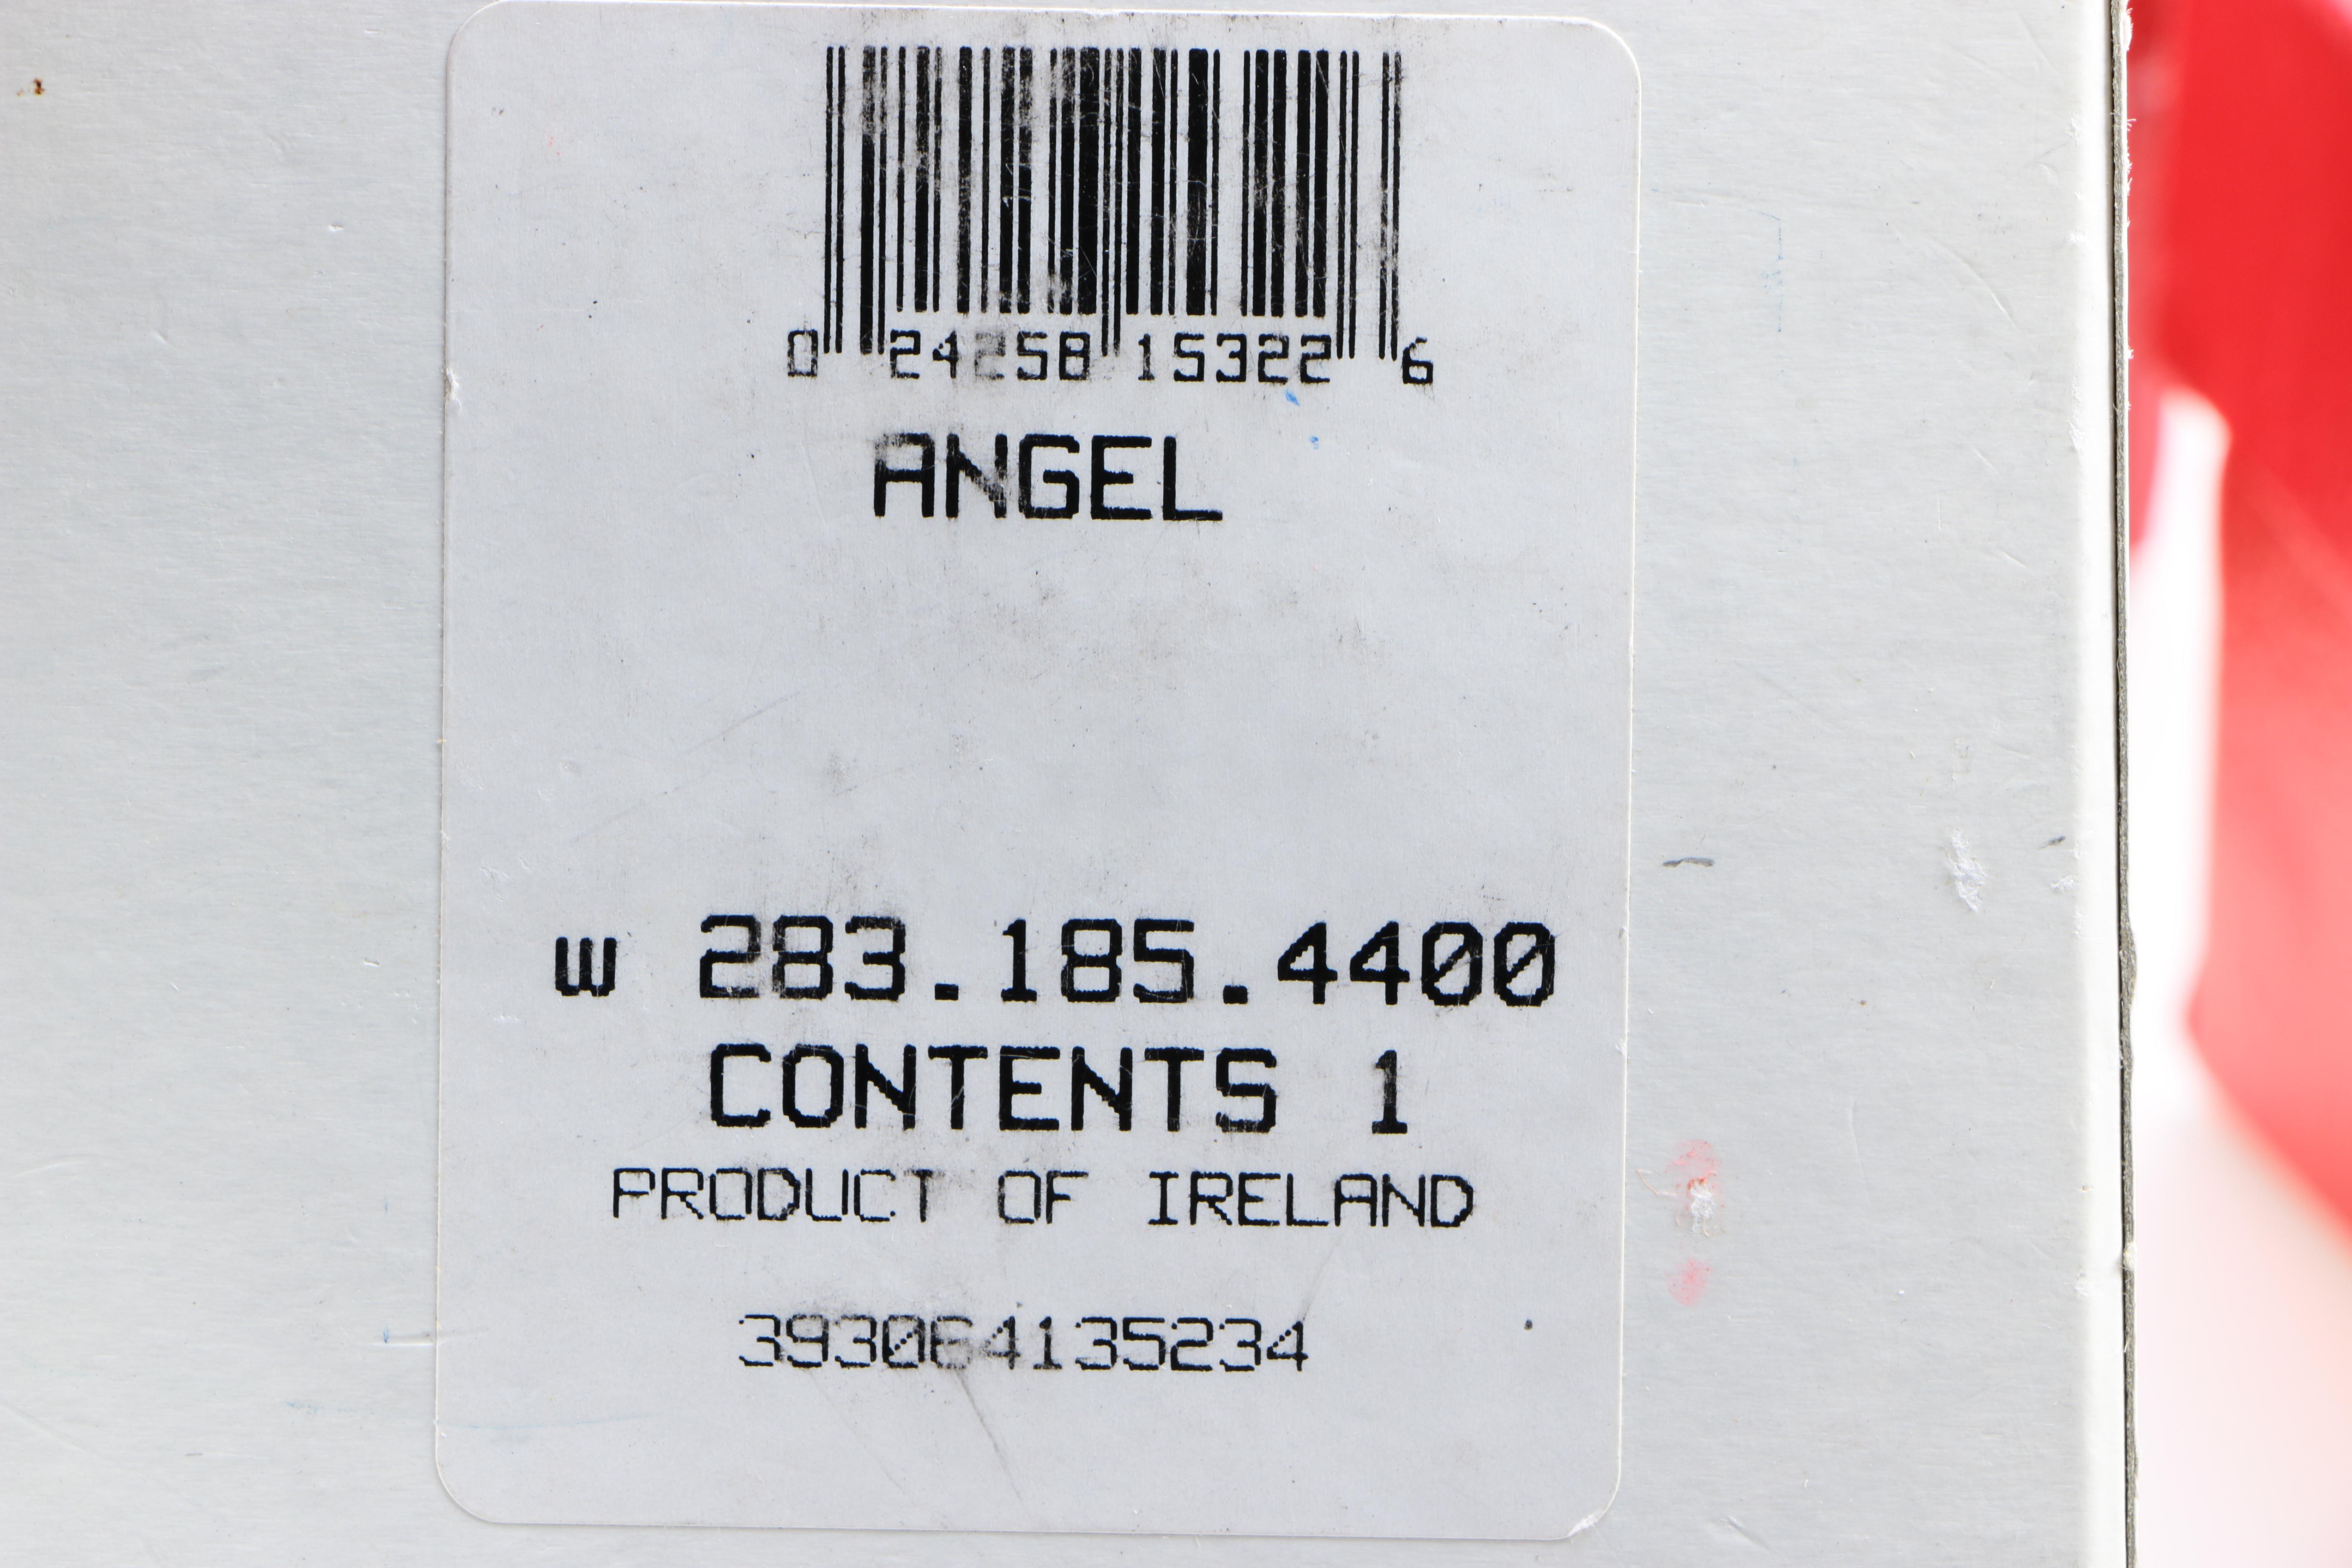 0 24258 15322 6
ANGEL
W 283.185.4400
CONTENTS 1
PRODUCT OF IRELAND
393064135234